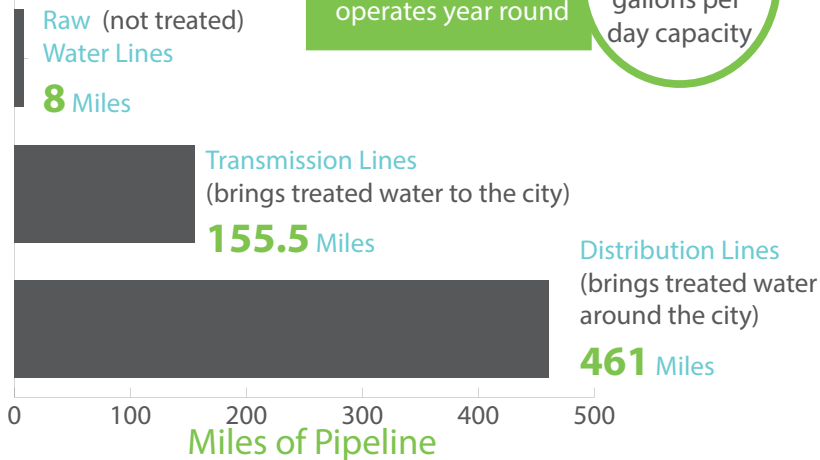 operates year round
gallons per
day capacity
Raw (not treated)
Water Lines
8 Miles
Transmission Lines
(brings treated water to the city)
155.5 Miles
Distribution Lines
(brings treated water
around the city)
461 Miles
0 100 200 300 400 500
Miles of Pipeline